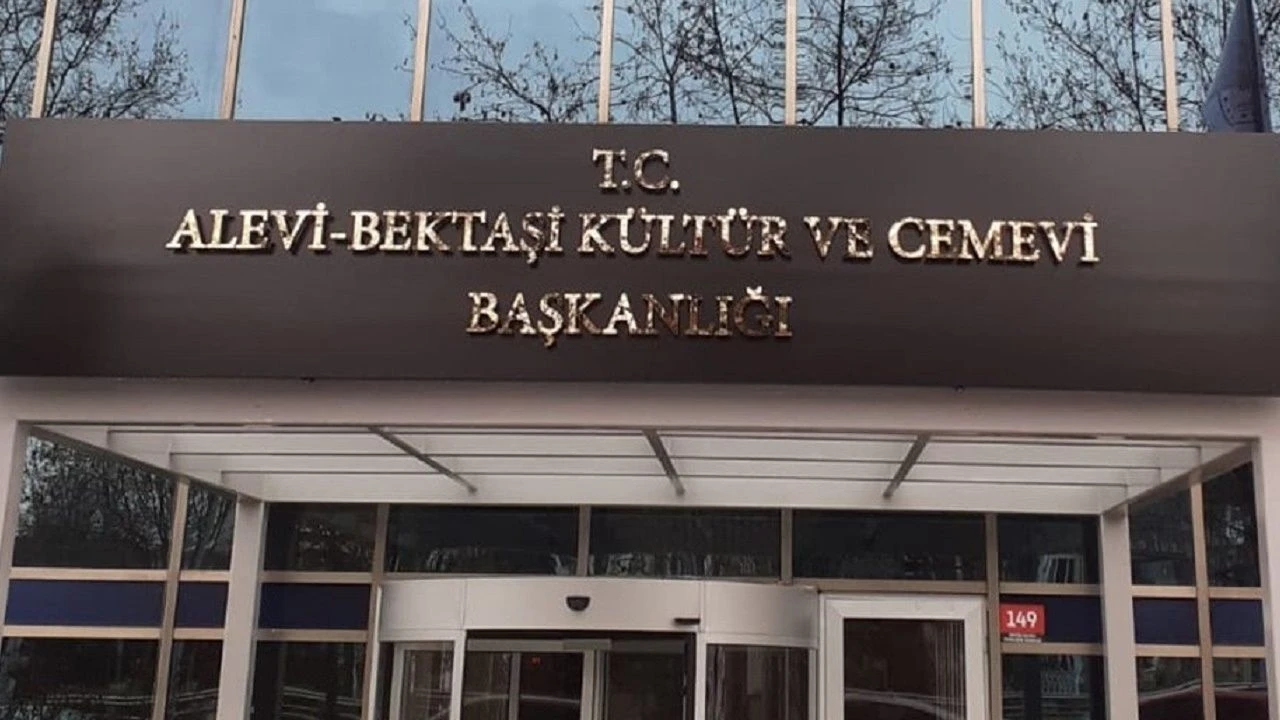 T.C.
ALEVİ-BEKTAŞİ KÜLTÜR VE CEMEVİ
BAŞKANLIĞI
149